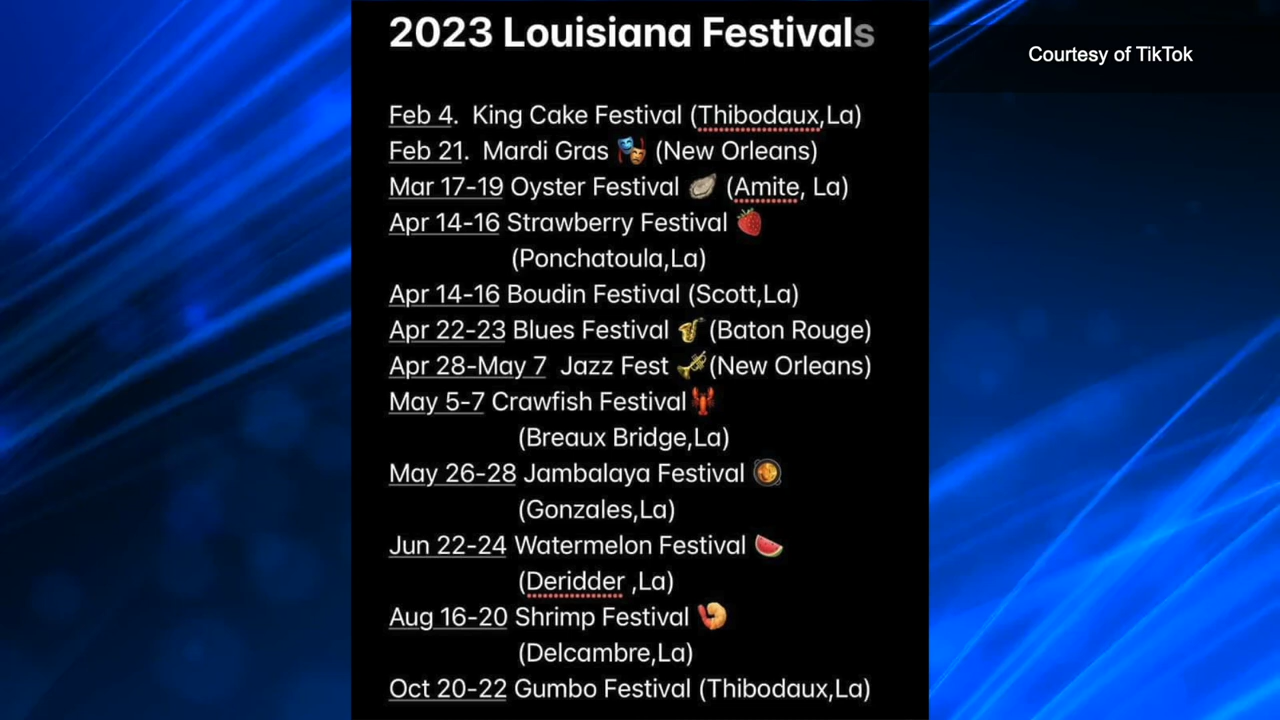 2023 Louisiana Festivals
Courtesy of TikTok
Feb 4. King Cake Festival (Thibodaux,La)
Feb 21. Mardi Gras 🎭 (New Orleans)
Mar 17-19 Oyster Festival 🦪 (Amite, La)
Apr 14-16 Strawberry Festival 🍓
(Ponchatoula,La)
Apr 14-16 Boudin Festival (Scott,La)
Apr 22-23 Blues Festival 🎷(Baton Rouge)
Apr 28-May 7 Jazz Fest 🎺(New Orleans)
May 5-7 Crawfish Festival🦞
(Breaux Bridge,La)
May 26-28 Jambalaya Festival 🥘
(Gonzales,La)
Jun 22-24 Watermelon Festival 🍉
(Deridder ,La)
Aug 16-20 Shrimp Festival 🍤
(Delcambre,La)
Oct 20-22 Gumbo Festival (Thibodaux,La)